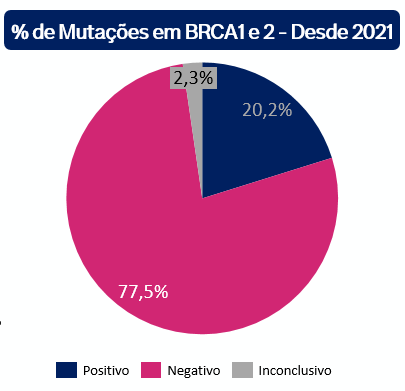 % de Mutações em BRCA1 e 2 - Desde 2021
2,3%
20,2%
77,5%
Positivo Negativo Inconclusivo